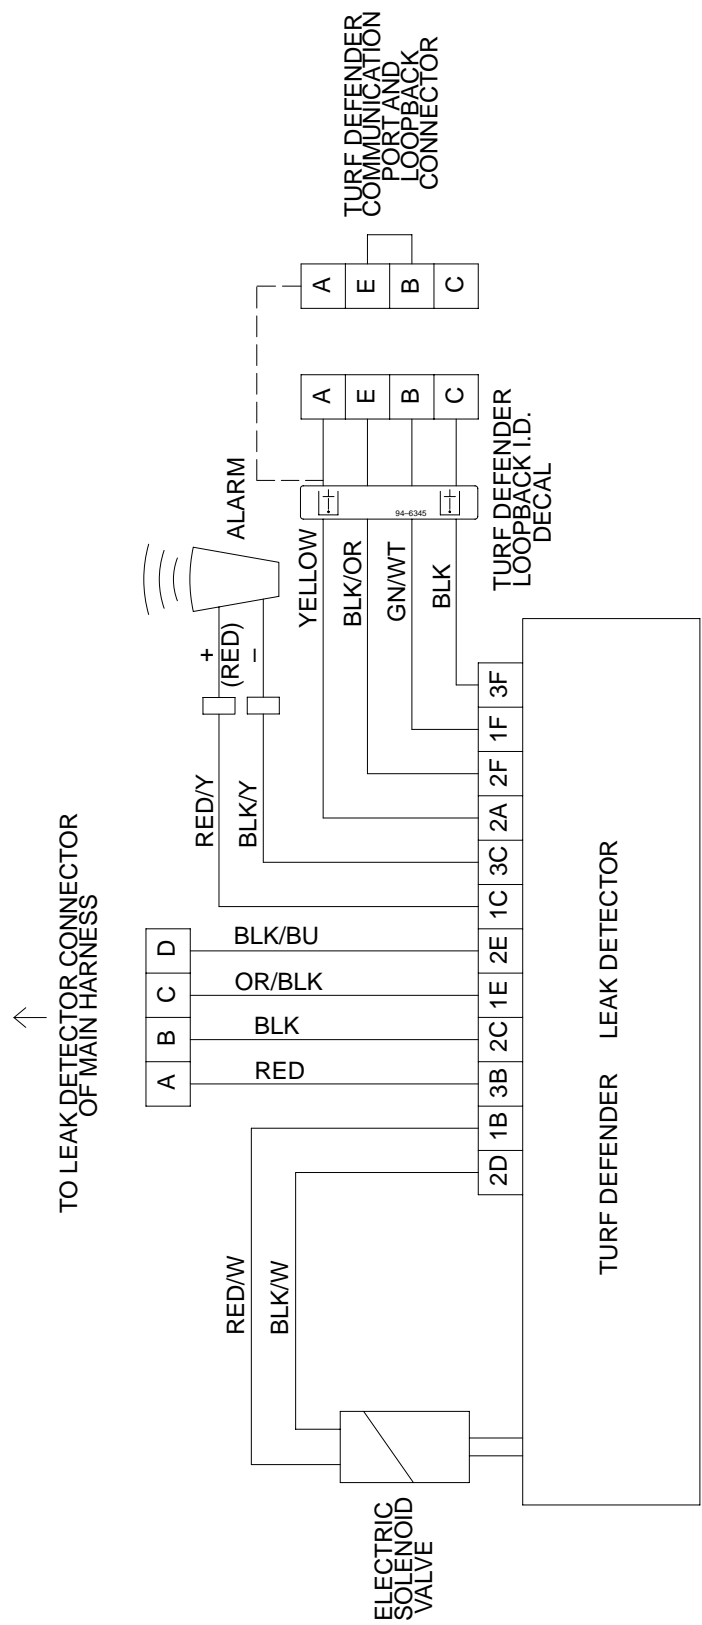 TO LEAK DETECTOR CONNECTOR
OF MAIN HARNESS
A
B
C
D
RED
BLK
OR/BLK
BLK/BU
RED/W
BLK/W
RED/Y
BLK/Y
+
(RED)
–
ALARM
YELLOW
BLK/OR
GN/WT
BLK
94-6345
A
E
B
C
A
E
B
C
TURF DEFENDER
COMMUNICATION
PORT AND
LOOPBACK
CONNECTOR
TURF DEFENDER
LOOPBACK I.D.
DECAL
ELECTRIC
SOLENOID
VALVE
2D
1B
3B
2C
1E
2E
1C
3C
2A
2F
1F
3F
TURF DEFENDER LEAK DETECTOR